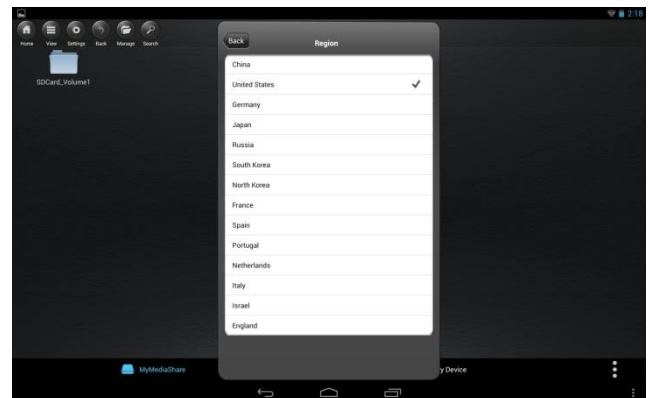 2:18
Home View Settings Back Manage Search
SDCard_Volume1
Back
Region
China
United States
Germany
Japan
Russia
South Korea
North Korea
France
Spain
Portugal
Netherlands
Italy
Israel
England
MyMediaShare
y Device